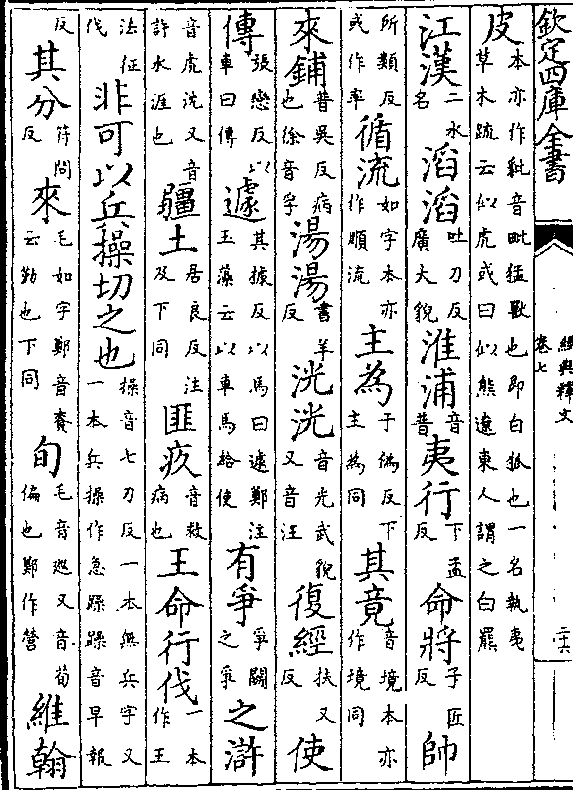 欽定四庫全書
經典釋文
卷七
二十六
皮本亦作豼音毗猛獸也即白狐也一名執夷草木疏云似虎或曰似熊遼東人謂之白羆
江漢二水名滔滔吐刀反廣大貌淮浦音普夷行下孟反命將子匠反帥
所類反或作率循流如字本亦作順流主為于偽反下主為同其竟音境本亦作境同
來鋪普吳反病也徐音孚湯湯書羊反洸洸音光武貌又音汪復經扶又反使
傳張戀反以車曰傳遽其據反以馬曰遽鄭注玉藻云以車馬給使有爭爭鬭之爭之滸
音虎沈又音許水涯也疆土居良反注及下同匪疚音救病也王命行伐一本作王
法征伐非可以兵操切之也操音七刀反一本無兵字又一本兵操作急躁躁音早報
反其分符問反來毛如字鄭音賚云勤也下同旬毛音巡又音荀徧也鄭作營維翰